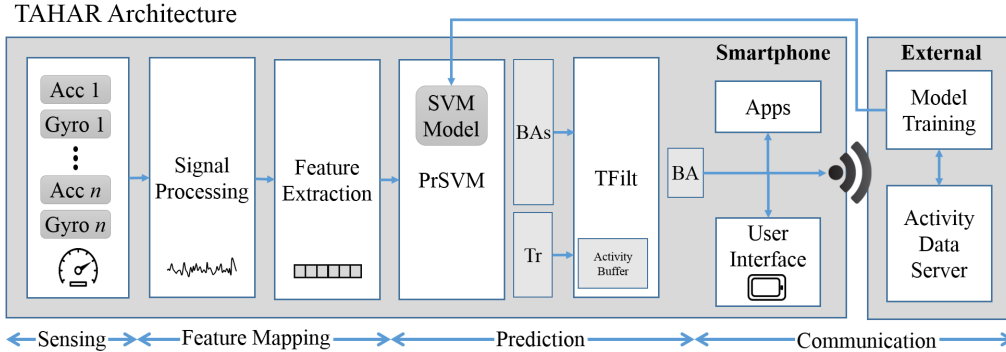 TAHAR Architecture
Smartphone
External
Acc 1
Gyro 1
Acc n
Gyro n
Signal
Processing
Feature
Extraction
SVM
Model
PrSVM
BAs
Tr
TFilt
Activity
Buffer
BA
Apps
User
Interface
Model
Training
Activity
Data
Server
Sensing
Feature Mapping
Prediction
Communication